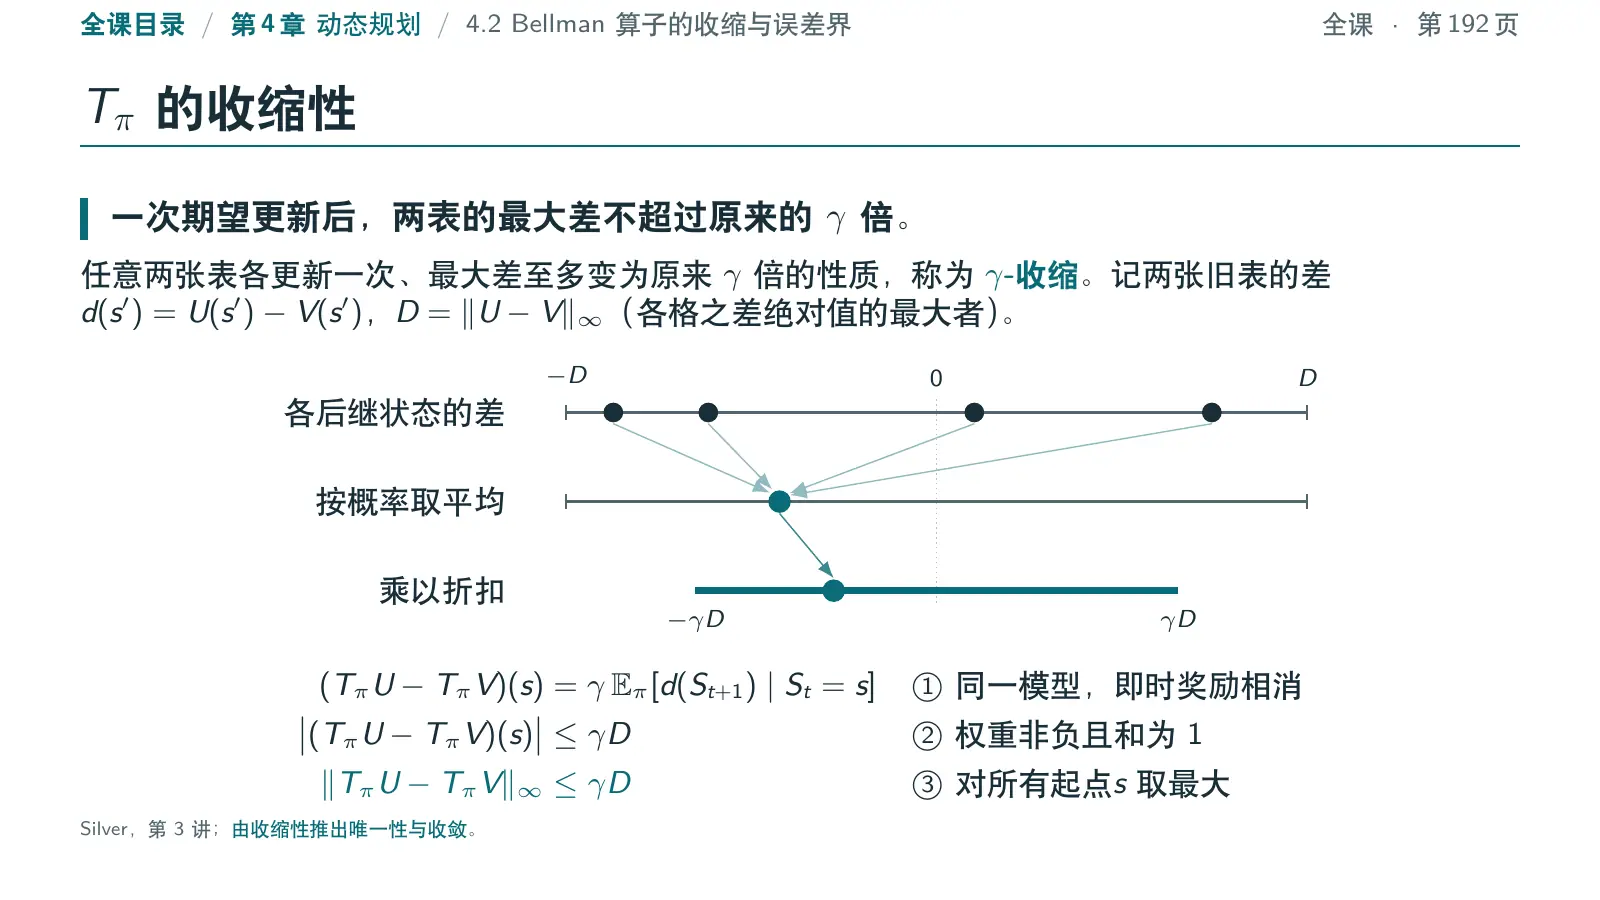 全课目录 / 第4章 动态规划 / 4.2 Bellman 算子的收缩与误差界
全课 · 第192页
T_π 的收缩性
一次期望更新后，两表的最大差不超过原来的 γ 倍。
任意两张表各更新一次、最大差至多变为原来 γ 倍的性质，称为 γ-收缩。记两张旧表的差
d(s′) = U(s′) − V(s′)，D = ‖U − V‖∞（各格之差绝对值的最大者）。
−D 0 D
各后继状态的差
按概率取平均
乘以折扣
−γD γD
(T_π U − T_π V)(s) = γ 𝔼_π[d(S_{t+1}) | S_t = s] ① 同一模型，即时奖励相消
|(T_π U − T_π V)(s)| ≤ γD ② 权重非负且和为 1
‖T_π U − T_π V‖∞ ≤ γD ③ 对所有起点s 取最大
Silver，第 3 讲；由收缩性推出唯一性与收敛。